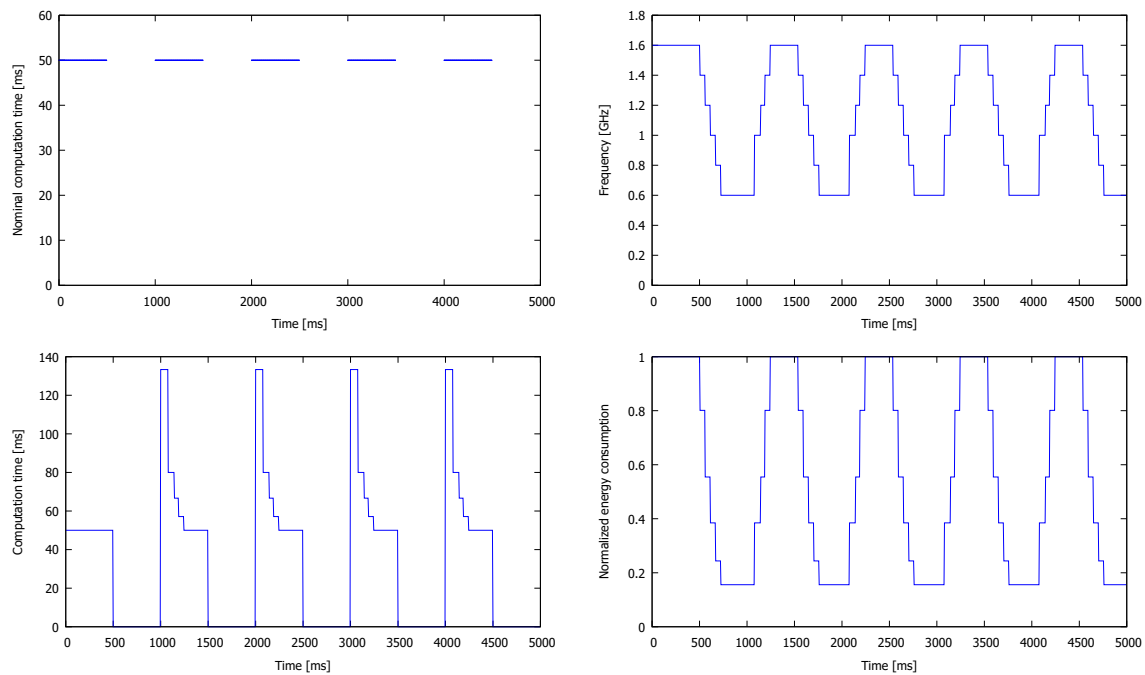 60
50
40
30
20
10
0
Nominal computation time [ms]
0 1000 2000 3000 4000 5000
Time [ms]
1.8
1.6
1.4
1.2
1
0.8
0.6
0.4
0.2
0
Frequency [GHz]
0 500 1000 1500 2000 2500 3000 3500 4000 4500 5000
Time [ms]
140
120
100
80
60
40
20
0
Computation time [ms]
0 500 1000 1500 2000 2500 3000 3500 4000 4500 5000
Time [ms]
1
0.8
0.6
0.4
0.2
0
Normalized energy consumption
0 500 1000 1500 2000 2500 3000 3500 4000 4500 5000
Time [ms]